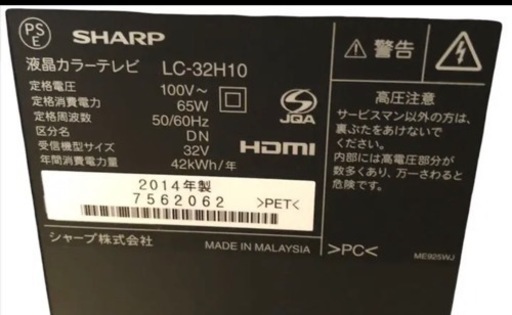 PS
E
SHARP
液晶カラーテレビ LC-32H10
定格電圧 100V～
定格消費電力 65W
定格周波数 50/60Hz
区分名 DN
受信機型サイズ 32V
年間消費電力量 42kWh/年
JQA
HDMI
2014年製
7562062 >PET<
シャープ株式会社 MADE IN MALAYSIA
警告
高圧注意
サービスマン以外の方は、
裏ぶたをあけないで
ください。
内部には高電圧部分が
数多くあり、万一さわると
危険です。
>PC<
ME925WJ